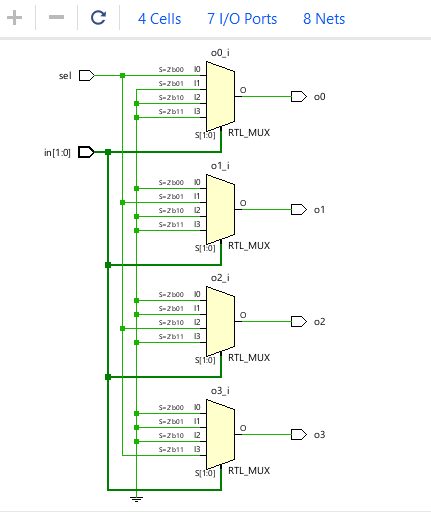 4 Cells 7 I/O Ports 8 Nets
o0_i
sel
S=2'b00 I0
S=2'b01 I1
S=2'b10 I2
S=2'b11 I3
O
o0
S[1:0]
RTL_MUX
in[1:0]
o1_i
S=2'b00 I0
S=2'b01 I1
S=2'b10 I2
S=2'b11 I3
O
o1
S[1:0]
RTL_MUX
o2_i
S=2'b00 I0
S=2'b01 I1
S=2'b10 I2
S=2'b11 I3
O
o2
S[1:0]
RTL_MUX
o3_i
S=2'b00 I0
S=2'b01 I1
S=2'b10 I2
S=2'b11 I3
O
o3
S[1:0]
RTL_MUX